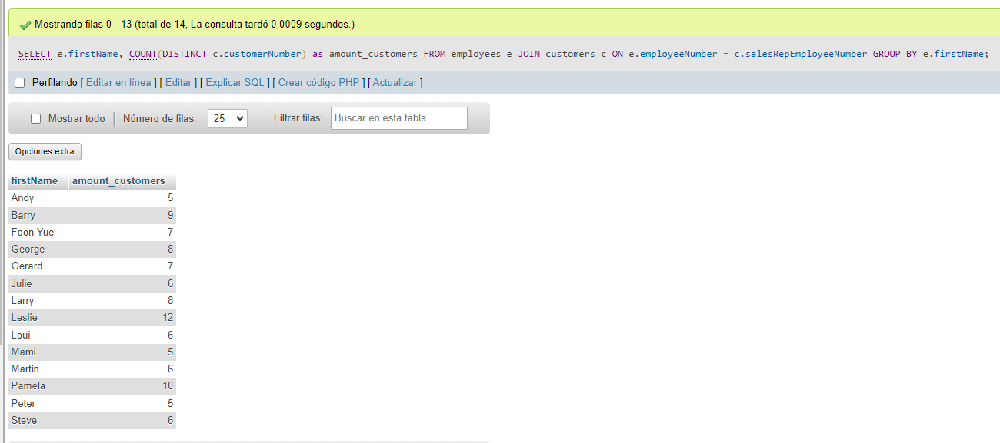 Mostrando filas 0 - 13 (total de 14, La consulta tardó 0,0009 segundos.)
SELECT e.firstName, COUNT(DISTINCT c.customerNumber) as amount_customers FROM employees e JOIN customers c ON e.employeeNumber = c.salesRepEmployeeNumber GROUP BY e.firstName;
Perfilando [ Editar en línea ] [ Editar ] [ Explicar SQL ] [ Crear código PHP ] [ Actualizar ]
Mostrar todo | Número de filas: 25 Filtrar filas: Buscar en esta tabla
Opciones extra
firstName amount_customers
Andy 5
Barry 9
Foon Yue 7
George 8
Gerard 7
Julie 6
Larry 8
Leslie 12
Loui 6
Mami 5
Martin 6
Pamela 10
Peter 5
Steve 6